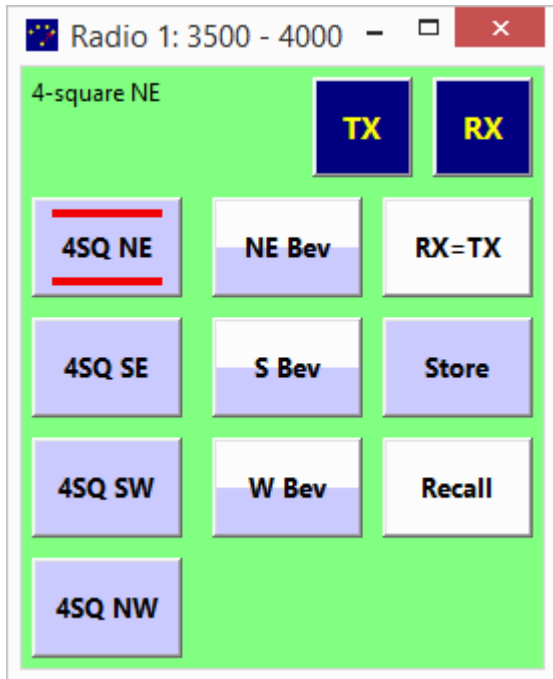 Radio 1: 3500 - 4000
4-square NE
TX RX
4SQ NE NE Bev RX=TX
4SQ SE S Bev Store
4SQ SW W Bev Recall
4SQ NW